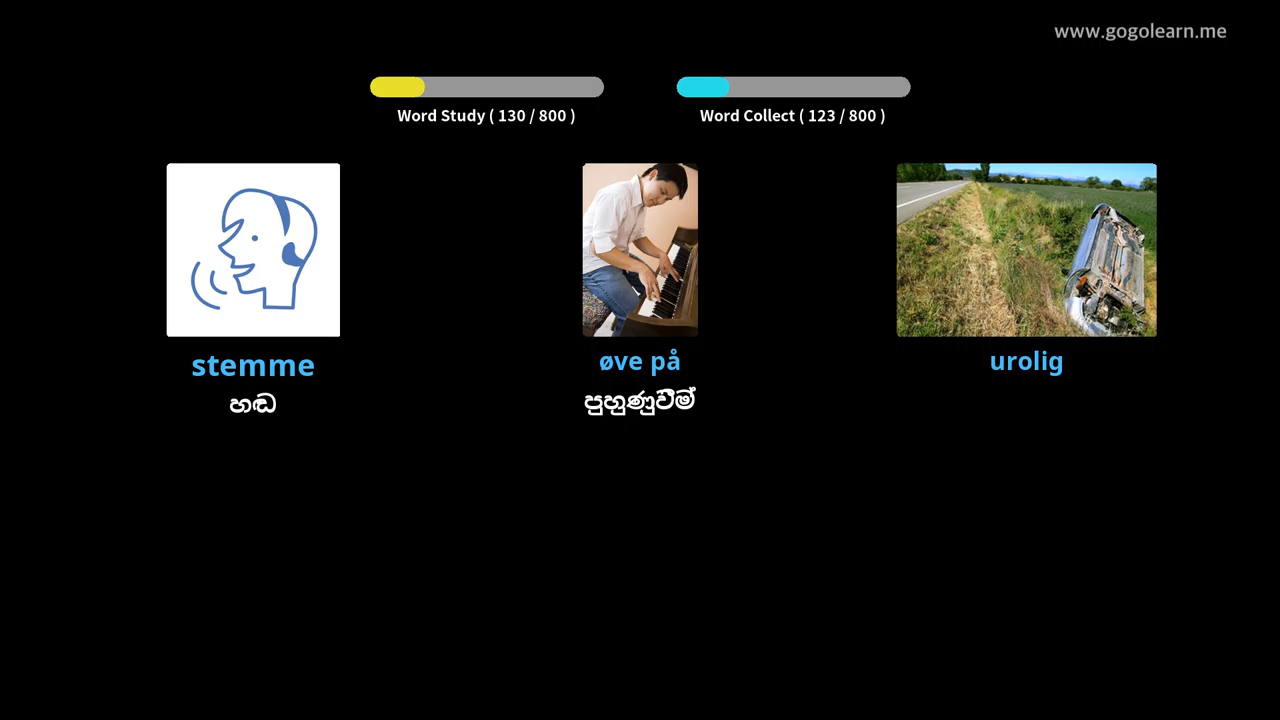 www.gogolearn.me
Word Study ( 130 / 800 )
Word Collect ( 123 / 800 )
stemme
හඬ
øve på
පුහුණුවීම්
urolig